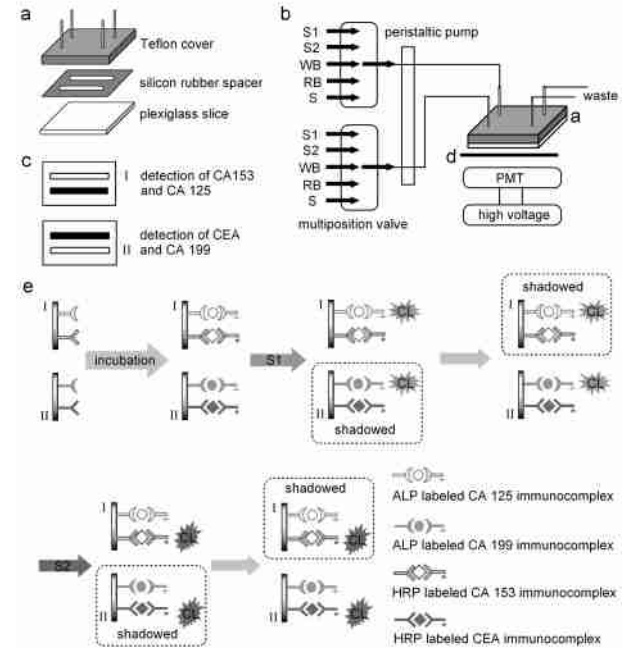 a
Teflon cover
silicon rubber spacer
plexiglass slice
b
S1
S2
WB
RB
S
peristaltic pump
waste
a
S1
S2
WB
RB
S
multiposition valve
d
PMT
high voltage
c
I
detection of CA153
and CA 125
II
detection of CEA
and CA 199
e
I
II
incubation
I
II
S1
I
CL
II
CL
shadowed
shadowed
I
CL
II
CL
S2
I
CL
II
CL
shadowed
shadowed
I
CL
II
CL
ALP labeled CA 125 immunocomplex
ALP labeled CA 199 immunocomplex
HRP labeled CA 153 immunocomplex
HRP labeled CEA immunocomplex